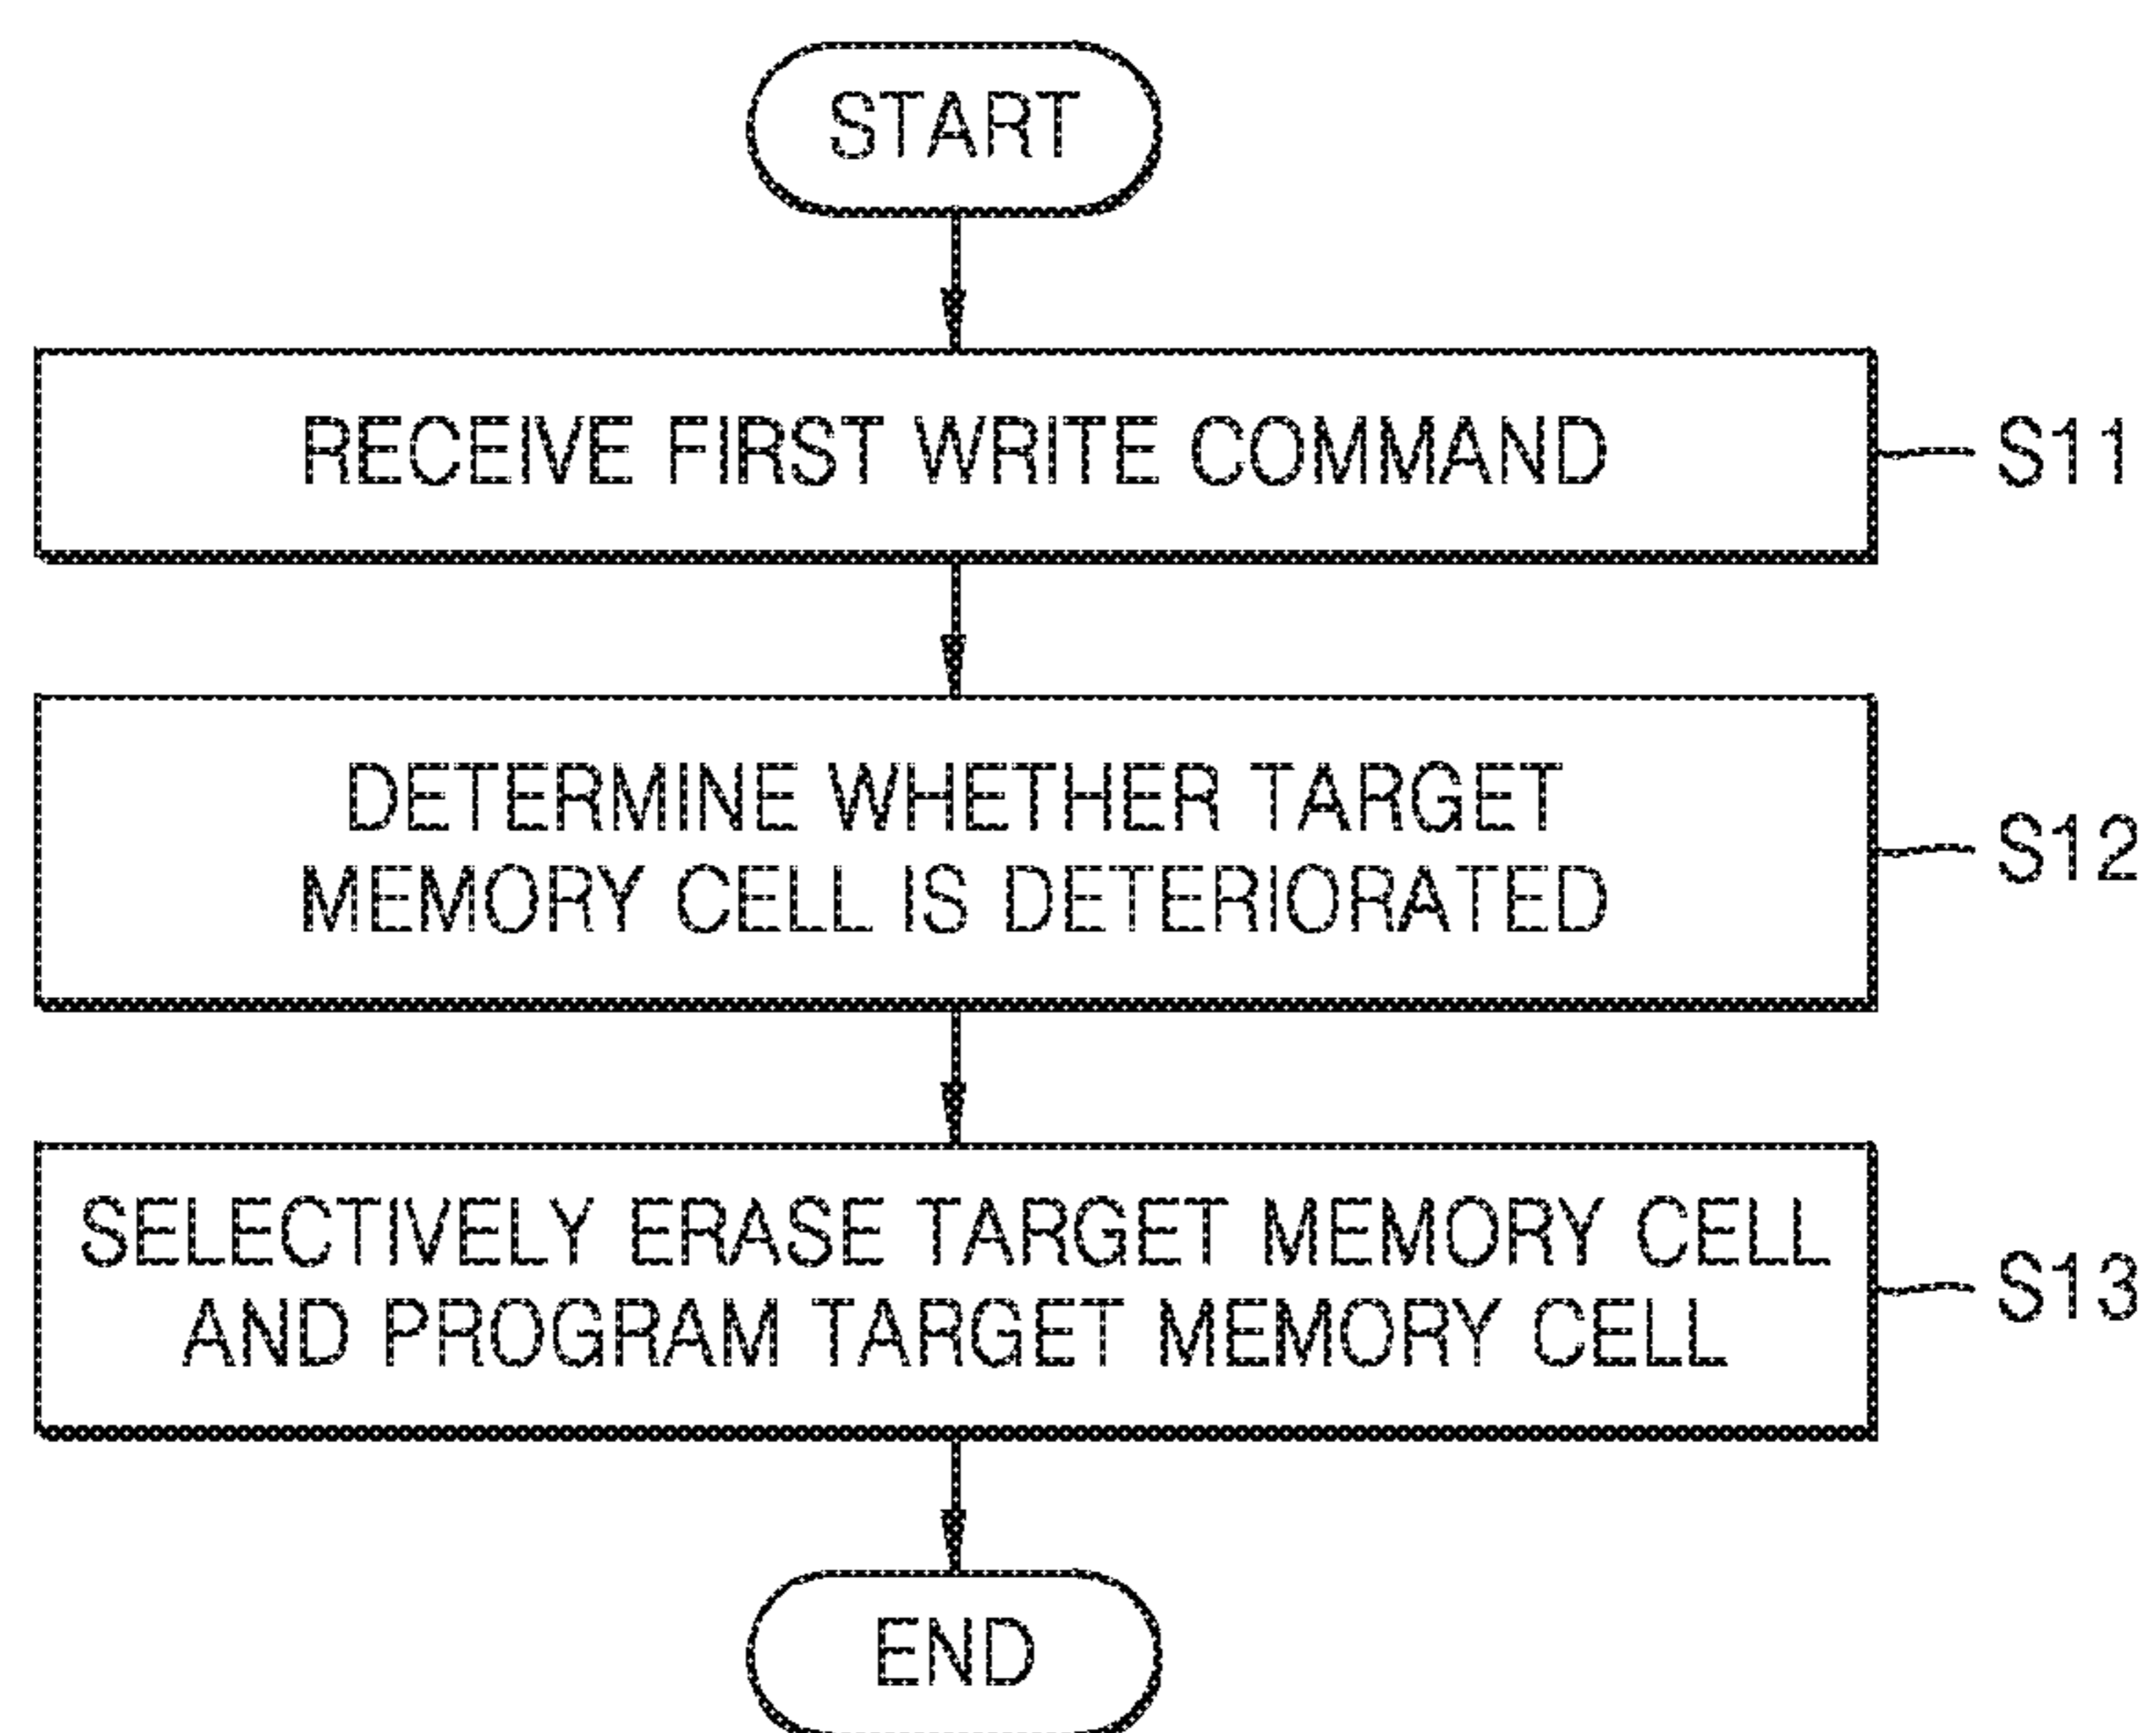 START
RECEIVE FIRST WRITE COMMAND
S11
DETERMINE WHETHER TARGET
MEMORY CELL IS DETERIORATED
S12
SELECTIVELY ERASE TARGET MEMORY CELL
AND PROGRAM TARGET MEMORY CELL
S13
END